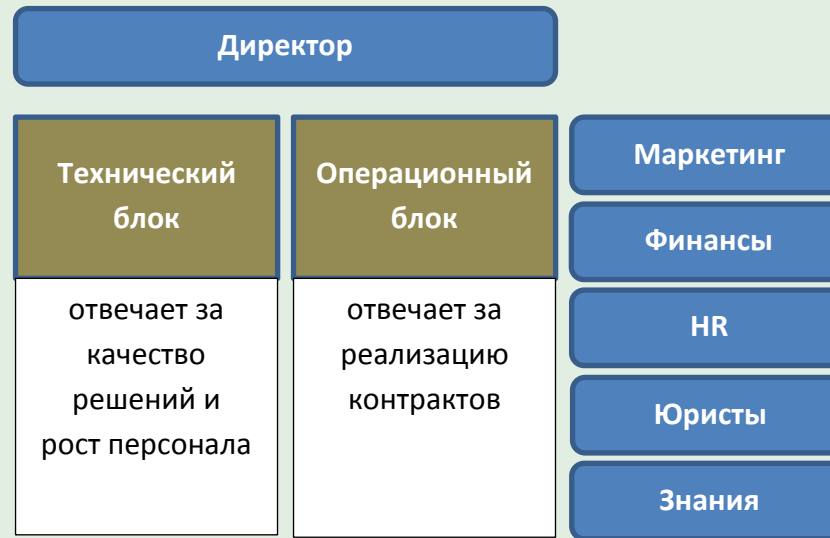 Директор
Технический
блок
отвечает за
качество
решений и
рост персонала
Операционный
блок
отвечает за
реализацию
контрактов
Маркетинг
Финансы
HR
Юристы
Знания